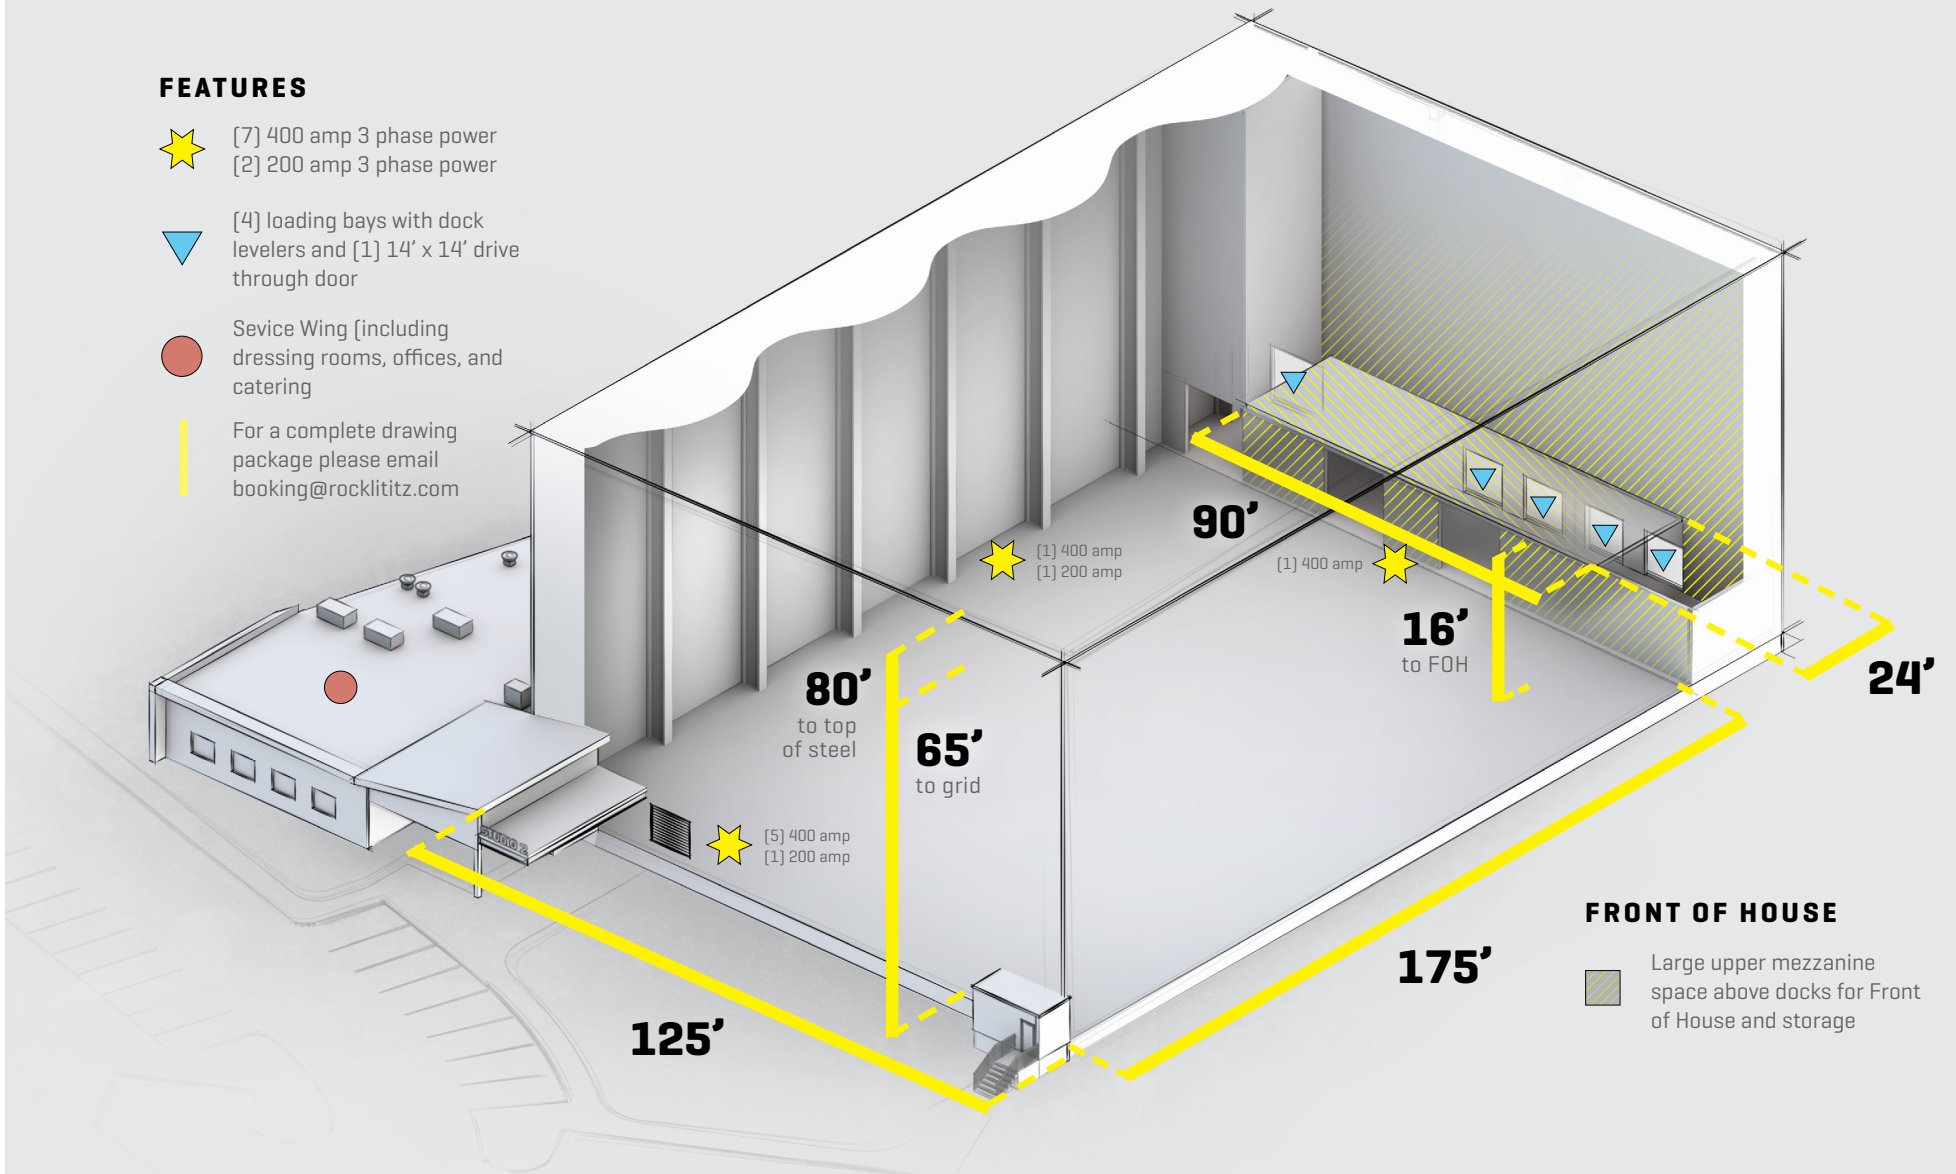 FEATURES
(7) 400 amp 3 phase power
(2) 200 amp 3 phase power
(4) loading bays with dock
levelers and (1) 14’ x 14’ drive
through door
Sevice Wing (including
dressing rooms, offices, and
catering
For a complete drawing
package please email
booking@rocklititz.com
90’
(1) 400 amp
(1) 200 amp
(1) 400 amp
16’
to FOH
24’
80’
to top
of steel
65’
to grid
STUDIO 2
(5) 400 amp
(1) 200 amp
125’
175’
FRONT OF HOUSE
Large upper mezzanine
space above docks for Front
of House and storage